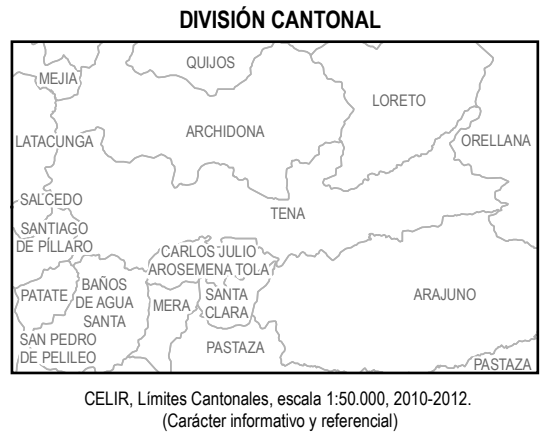 DIVISIÓN CANTONAL
QUIJOS
MEJIA
LORETO
ARCHIDONA
LATACUNGA
ORELLANA
SALCEDO
TENA
SANTIAGO
DE PÍLLARO
CARLOS JULIO
AROSEMENA TOLA
BAÑOS
DE AGUA
SANTA
PATATE
MERA
SANTA
CLARA
ARAJUNO
SAN PEDRO
DE PELILEO
PASTAZA
PASTAZA
CELIR, Límites Cantonales, escala 1:50.000, 2010-2012.
(Carácter informativo y referencial)